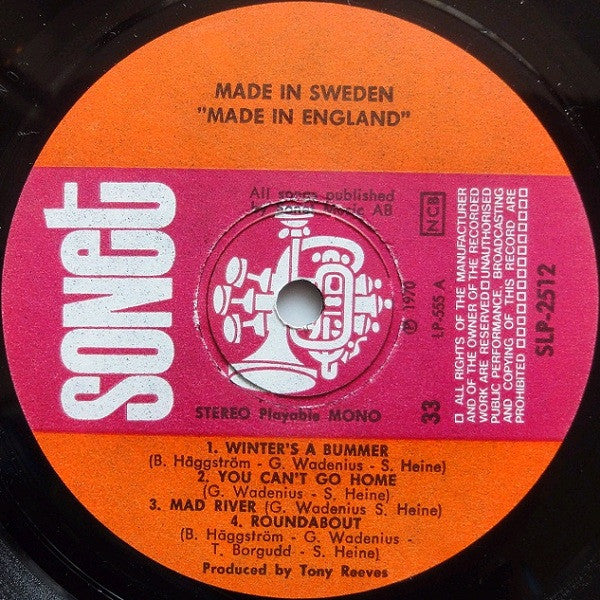 MADE IN SWEDEN
"MADE IN ENGLAND"
SONET
All songs published
by Sonet Music AB
NCB
℗ 1970
LP-555 A
STEREO Playable MONO
33
□ ALL RIGHTS OF THE MANUFACTURER
AND OF THE OWNER OF THE RECORDED
WORK ARE RESERVED □ UNAUTHORISED
PUBLIC PERFORMANCE, BROADCASTING
AND COPYING OF THIS RECORD ARE
PROHIBITED □□□□□□□□□□□□□
SLP-2512
1. WINTER'S A BUMMER
(B. Häggström - G. Wadenius - S. Heine)
2. YOU CAN'T GO HOME
(G. Wadenius - S. Heine)
3. MAD RIVER (G. Wadenius S. Heine)
4. ROUNDABOUT
(B. Häggström - G. Wadenius -
T. Borgudd - S. Heine)
Produced by Tony Reeves